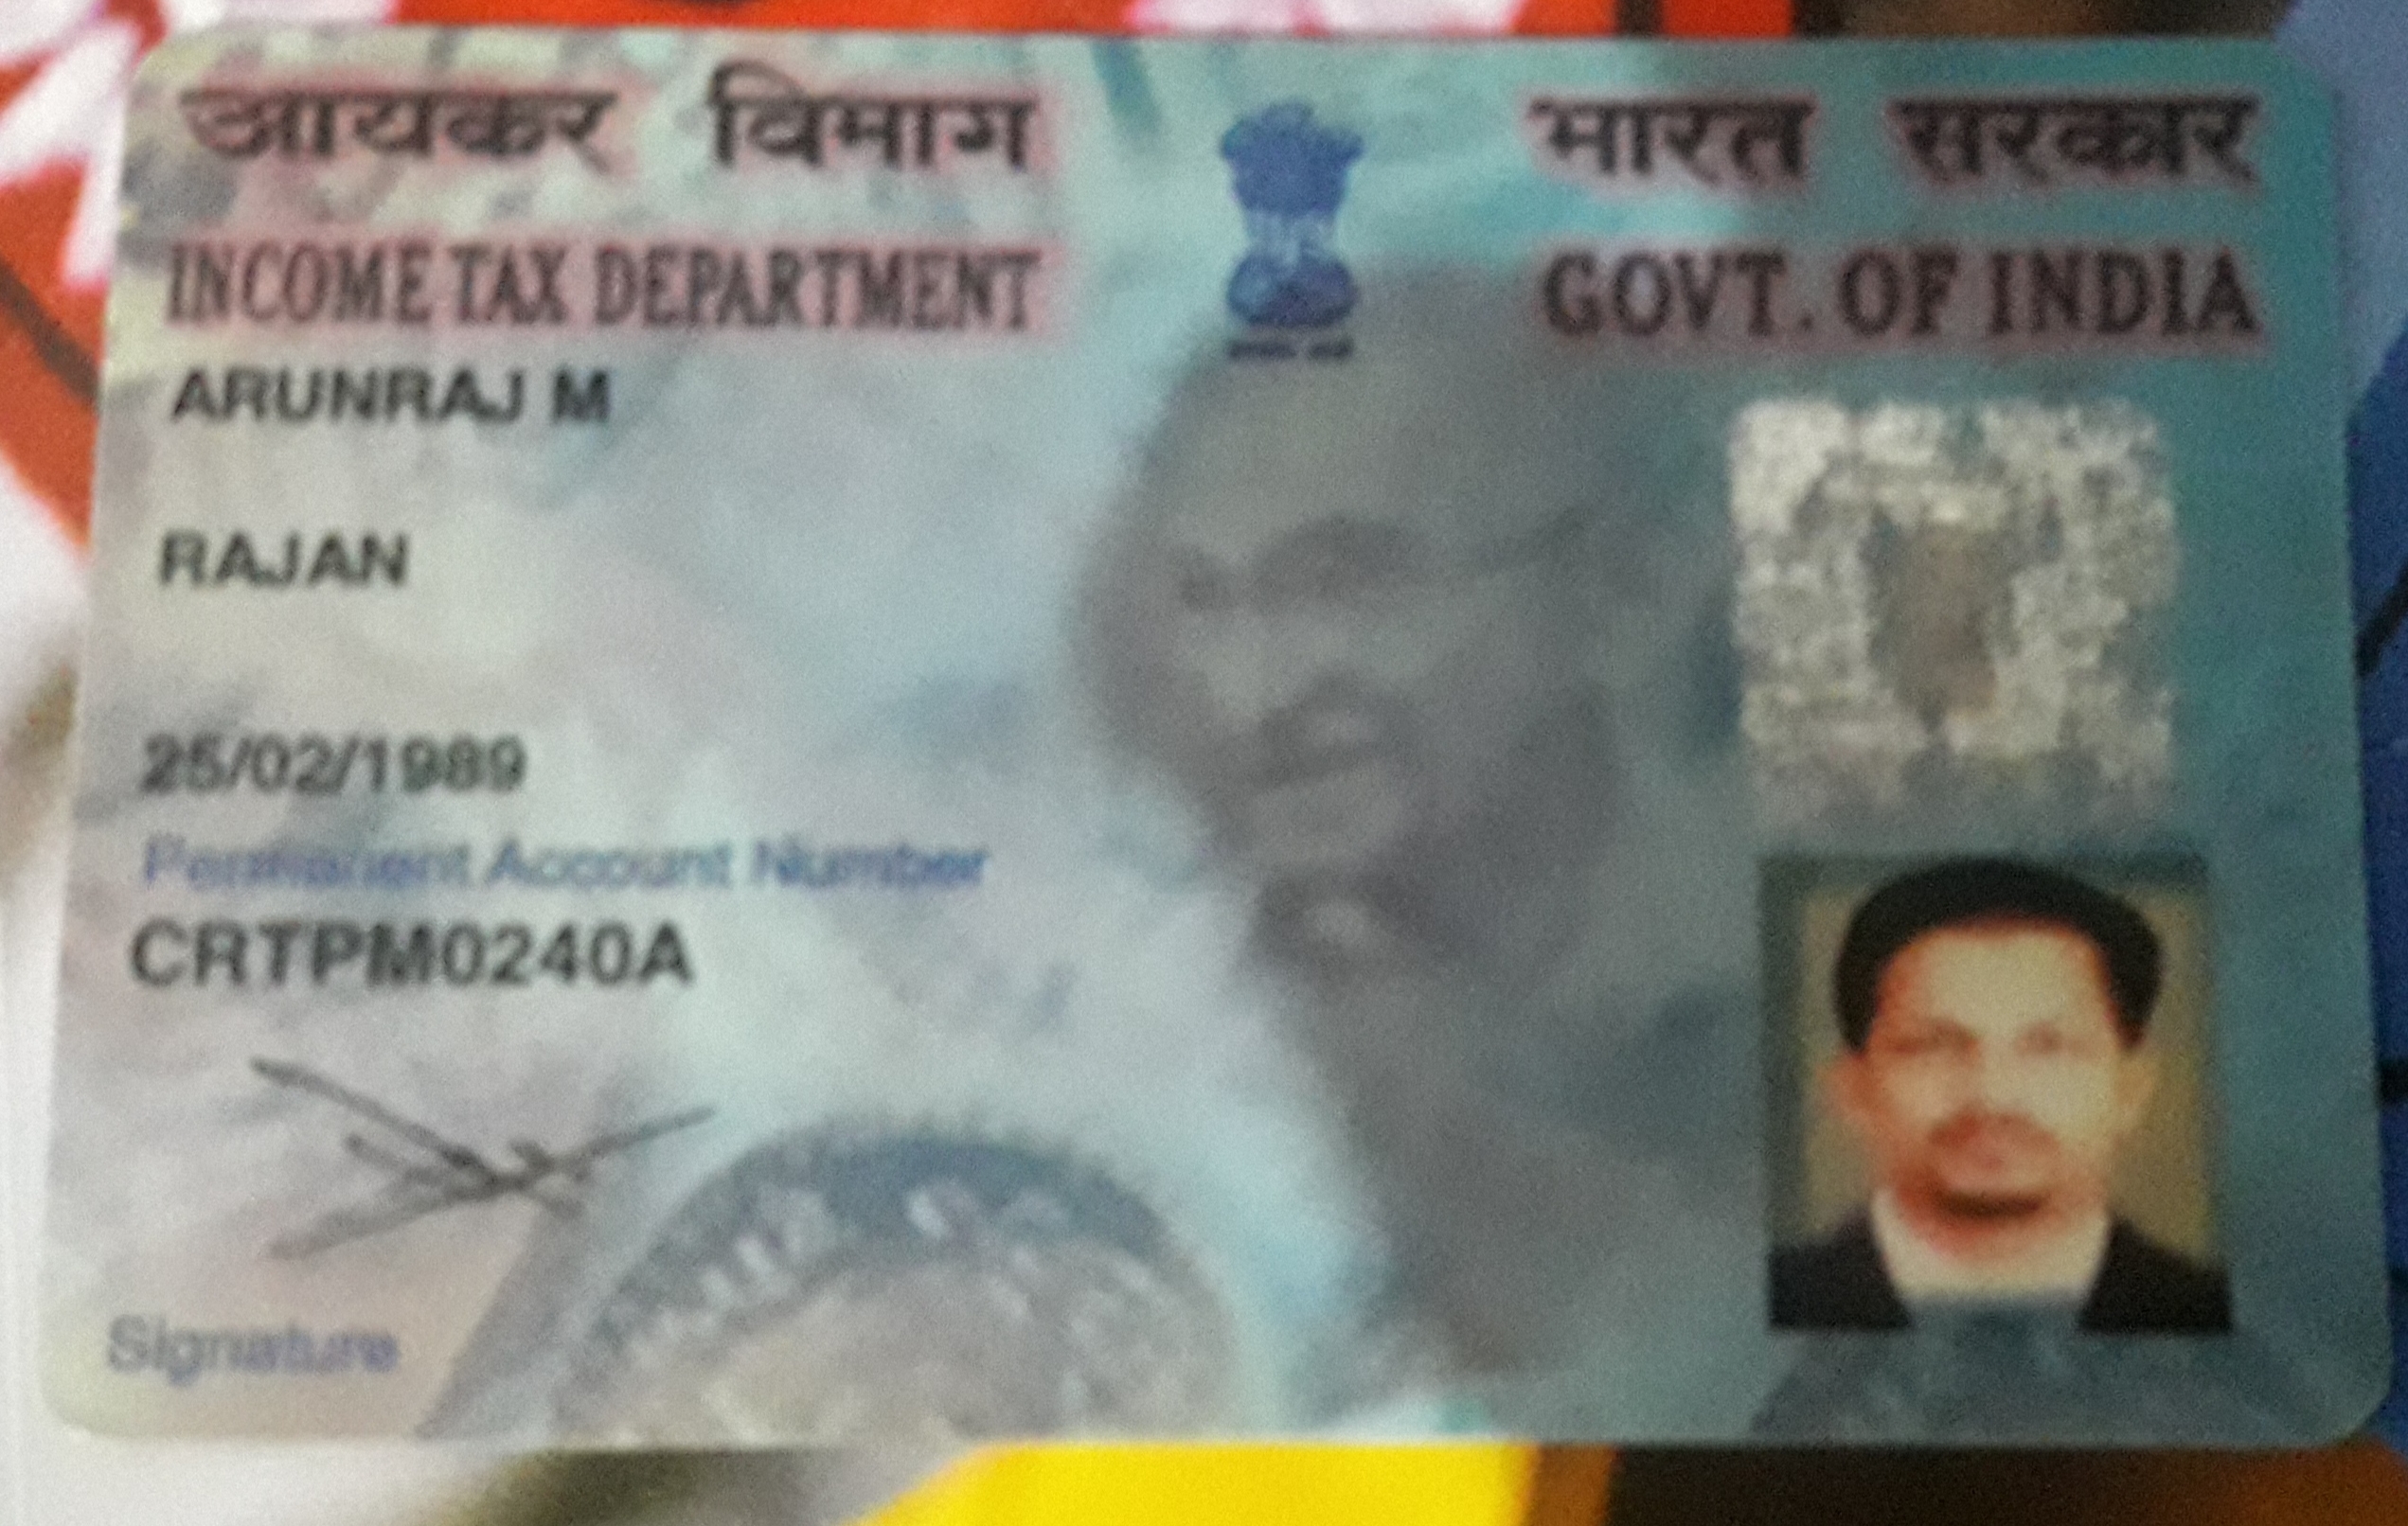 आयकर विभाग
भारत सरकार
INCOME TAX DEPARTMENT
GOVT. OF INDIA
ARUNRAJ M
RAJAN
25/02/1989
Permanent Account Number
CRTPM0240A
Signature